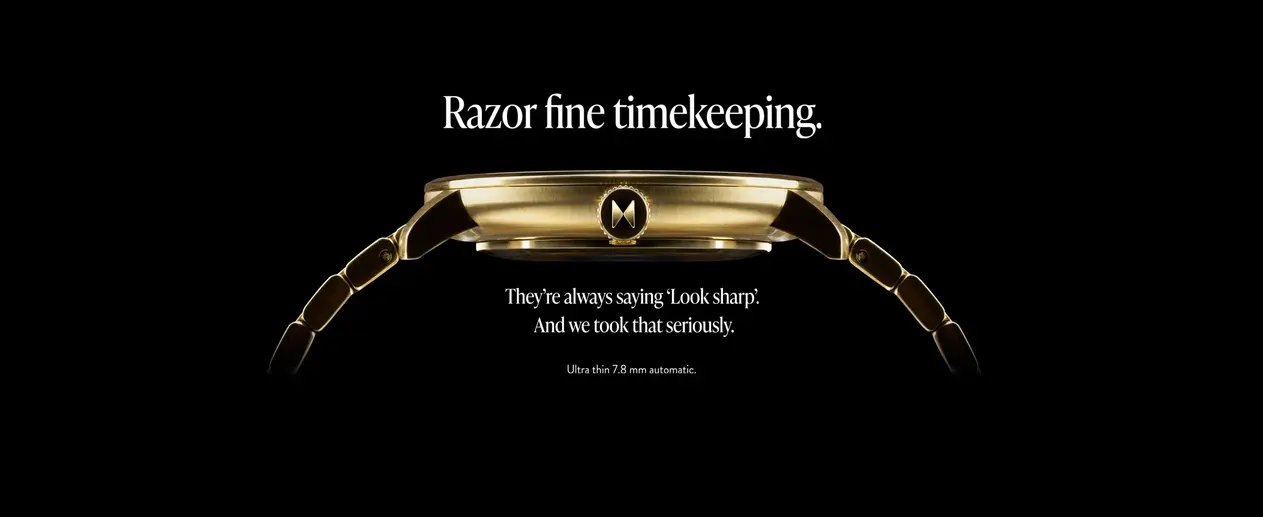 Razor fine timekeeping.
They’re always saying ‘Look sharp’.
And we took that seriously.
Ultra thin 7.8 mm automatic.